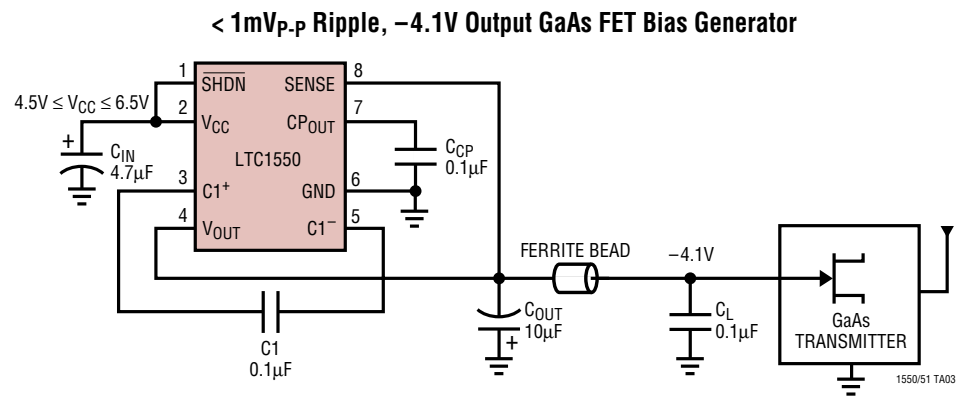 < 1mVP-P Ripple, −4.1V Output GaAs FET Bias Generator
4.5V ≤ VCC ≤ 6.5V
1
SHDN
SENSE
8
2
VCC
CPOUT
7
LTC1550
3
C1+
GND
6
4
VOUT
C1−
5
+
CIN
4.7µF
CCP
0.1µF
C1
0.1µF
FERRITE BEAD
−4.1V
COUT
10µF
+
CL
0.1µF
GaAs
TRANSMITTER
1550/51 TA03